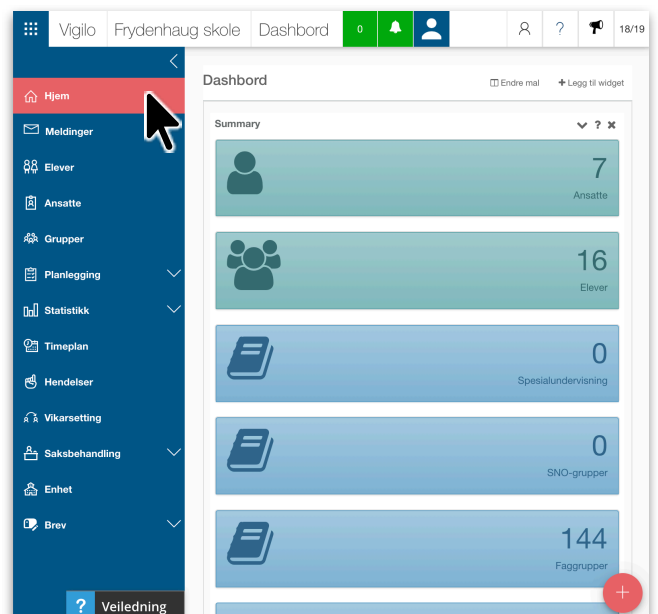 Vigilo Frydenhaug skole Dashbord 0 ? 18/19
Dashbord
Endre mal + Legg til widget
Hjem
Meldinger
Elever
Ansatte
Grupper
Planlegging
Statistikk
Timeplan
Hendelser
Vikarsetting
Saksbehandling
Enhet
Brev
? Veiledning
Summary
?
7
Ansatte
16
Elever
0
Spesialundervisning
0
SNO-grupper
144
Faggrupper
+